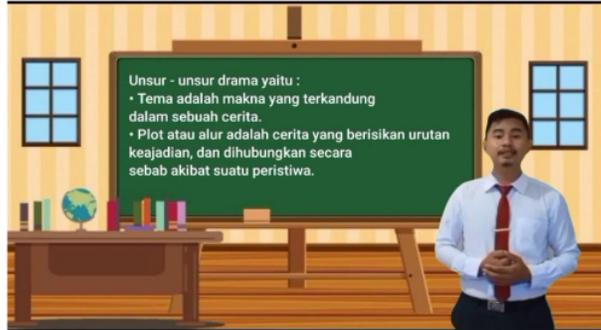 Unsur - unsur drama yaitu :
• Tema adalah makna yang terkandung
dalam sebuah cerita.
• Plot atau alur adalah cerita yang berisikan urutan
keajadian, dan dihubungkan secara
sebab akibat suatu peristiwa.